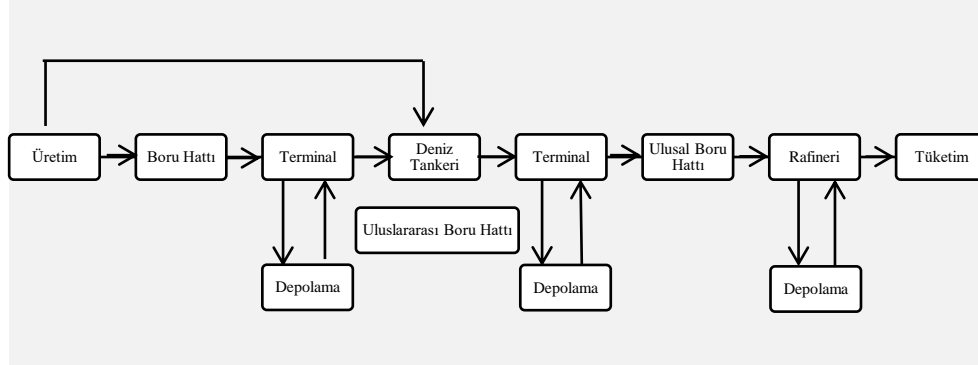 Üretim
Boru Hattı
Terminal
Deniz
Tankeri
Terminal
Ulusal Boru
Hattı
Rafineri
Tüketim
Uluslararası Boru Hattı
Depolama
Depolama
Depolama